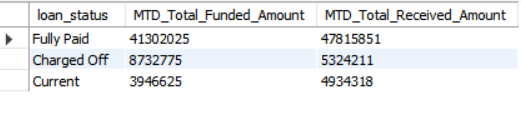 loan_status MTD_Total_Funded_Amount MTD_Total_Received_Amount
Fully Paid 41302025 47815851
Charged Off 8732775 5324211
Current 3946625 4934318